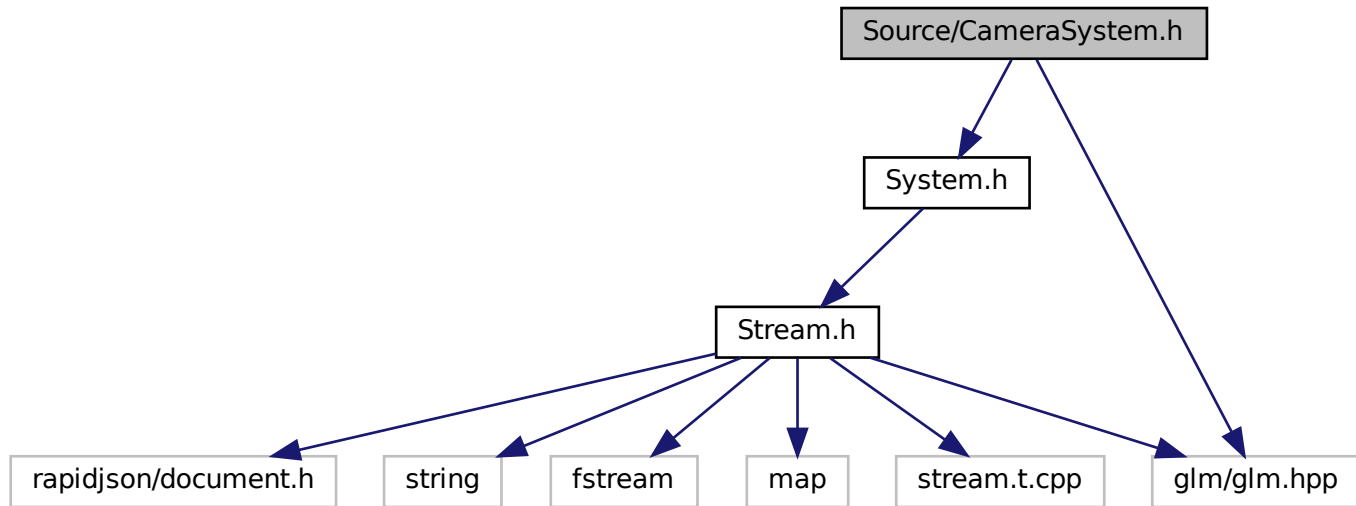 Source/CameraSystem.h
System.h
Stream.h
rapidjson/document.h
string
fstream
map
stream.t.cpp
glm/glm.hpp